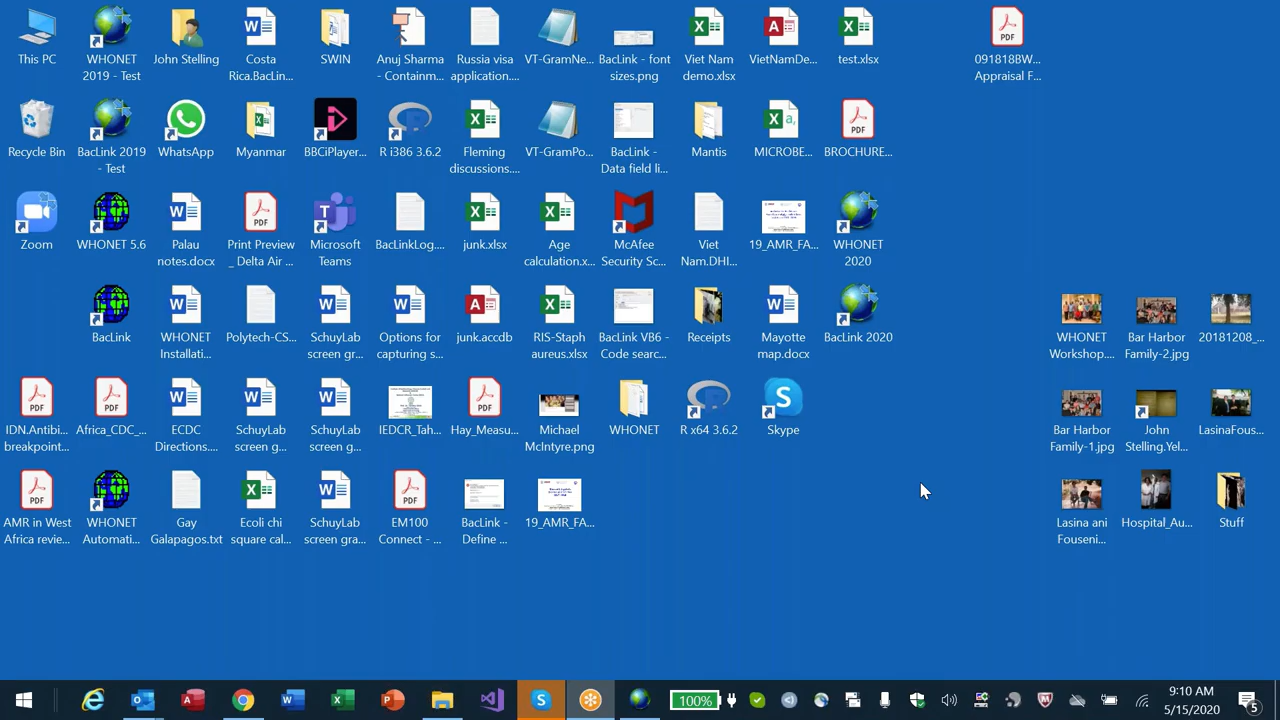 This PC
WHONET
2019 - Test
John Stelling
Costa
Rica.BacLin...
SWIN
Anuj Sharma
- Containm...
Russia visa
application....
VT-GramNe...
BacLink - font
sizes.png
Viet Nam
demo.xlsx
VietNamDe...
test.xlsx
091818BW...
Appraisal F...
Recycle Bin
BacLink 2019
- Test
WhatsApp
Myanmar
BBCiPlayer...
R i386 3.6.2
Fleming
discussions....
VT-GramPo...
BacLink -
Data field li...
Mantis
MICROBE...
BROCHURE...
Zoom
WHONET 5.6
Palau
notes.docx
Print Preview
_ Delta Air ...
Microsoft
Teams
BacLinkLog....
junk.xlsx
Age
calculation.x...
McAfee
Security Sc...
Viet
Nam.DHI...
19_AMR_FA...
WHONET
2020
BacLink
WHONET
Installati...
Polytech-CS...
SchuyLab
screen gr...
Options for
capturing s...
junk.accdb
RIS-Staph
aureus.xlsx
BacLink VB6 -
Code searc...
Receipts
Mayotte
map.docx
BacLink 2020
WHONET
Workshop....
Bar Harbor
Family-2.jpg
20181208_...
IDN.Antibi...
breakpoint...
Africa_CDC_...
ECDC
Directions....
SchuyLab
screen g...
SchuyLab
screen g...
IEDCR_Tah...
Hay_Measu...
Michael
McIntyre.png
WHONET
R x64 3.6.2
Skype
Bar Harbor
Family-1.jpg
John
Stelling.Yel...
LasinaFous...
AMR in West
Africa revie...
WHONET
Automati...
Gay
Galapagos.txt
Ecoli chi
square cal...
SchuyLab
screen gra...
EM100
Connect - ...
BacLink -
Define ...
19_AMR_FA...
Lasina ani
Fouseni...
Hospital_Au...
Stuff
100%
9:10 AM
5/15/2020
5